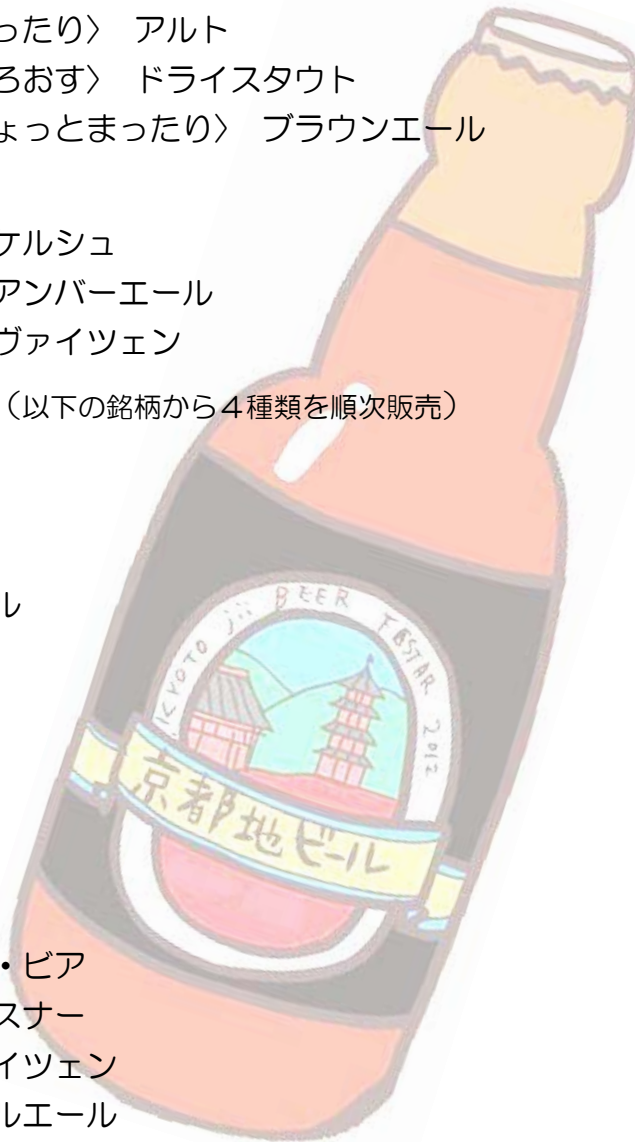 ったり〉 アルト
ろおす〉 ドライスタウト
ょっとまったり〉 ブラウンエール
ケルシュ
アンバーエール
ヴァイツェン
（以下の銘柄から４種類を順次販売）
ル
KYOTO jii BEER FESTAR 2012
京都地ビール
・ビア
スナー
イツェン
ルエール